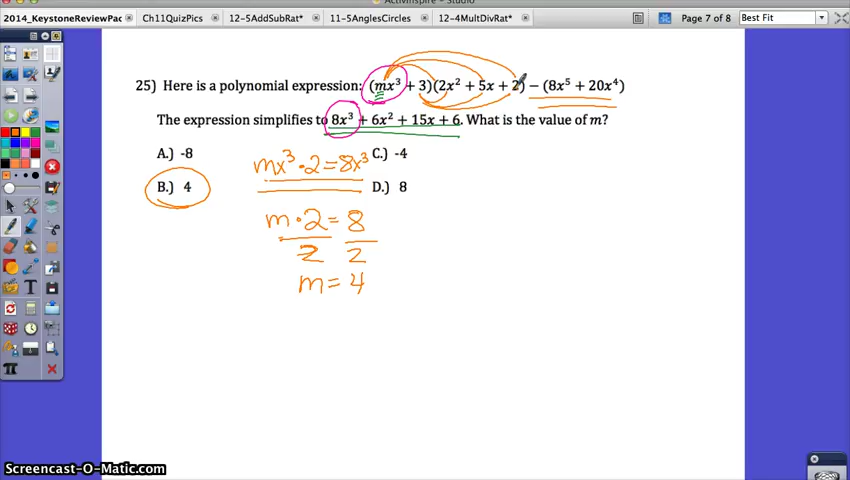 ActivInspire
2014_KeystoneReviewPac Ch11QuizPics 12-5AddSubRat* 11-5AnglesCircles 12-4MultDivRat* Page 7 of 8 Best Fit
25) Here is a polynomial expression: (mx³ + 3)(2x² + 5x + 2) − (8x⁵ + 20x⁴)
The expression simplifies to 8x³ + 6x² + 15x + 6. What is the value of m?
A.) -8 C.) -4
mx³ · 2 = 8x³
B.) 4 D.) 8
m · 2 = 8
2 2
m = 4
Screencast-O-Matic.com